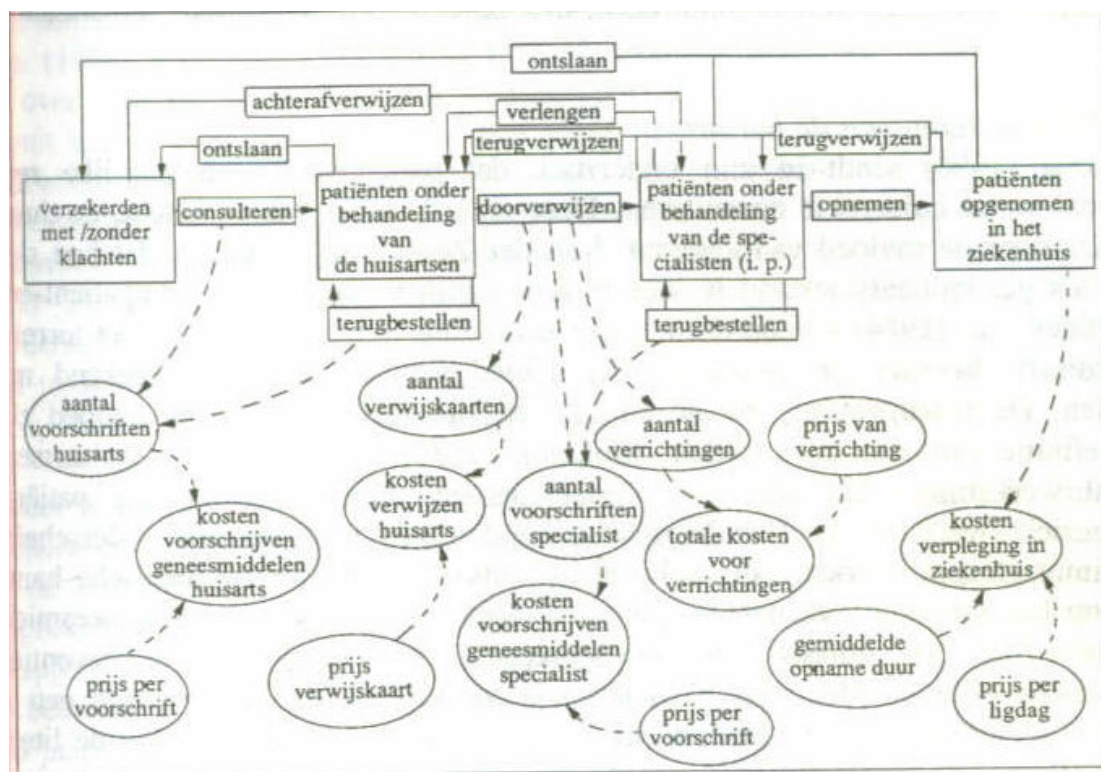 ontslaan
achterafverwijzen
verlengen
terugverwijzen
terugverwijzen
ontslaan
verzekerden
met /zonder
klachten
consulteren
patiënten onder
behandeling
van
de huisartsen
doorverwijzen
patiënten onder
behandeling
van de spe-
cialisten (i. p.)
opnemen
patiënten
opgenomen
in het
ziekenhuis
terugbestellen
terugbestellen
aantal
voorschriften
huisarts
aantal
verwijskaarten
aantal
verrichtingen
prijs van
verrichting
kosten
voorschrijven
geneesmiddelen
huisarts
kosten
verwijzen
huisarts
aantal
voorschriften
specialist
totale kosten
voor
verrichtingen
kosten
verpleging in
ziekenhuis
kosten
voorschrijven
geneesmiddelen
specialist
gemiddelde
opname duur
prijs per
voorschrift
prijs
verwijskaart
prijs per
voorschrift
prijs per
ligdag